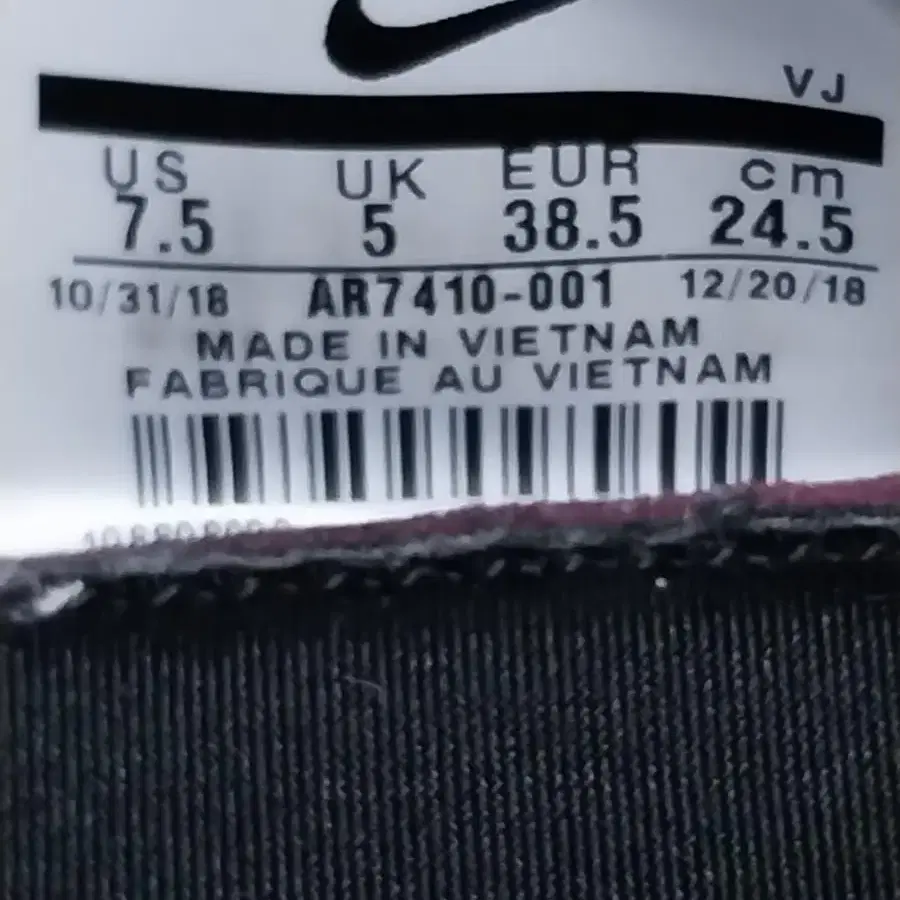 VJ
US UK EUR cm
7.5 5 38.5 24.5
10/31/18 AR7410-001 12/20/18
MADE IN VIETNAM
FABRIQUE AU VIETNAM